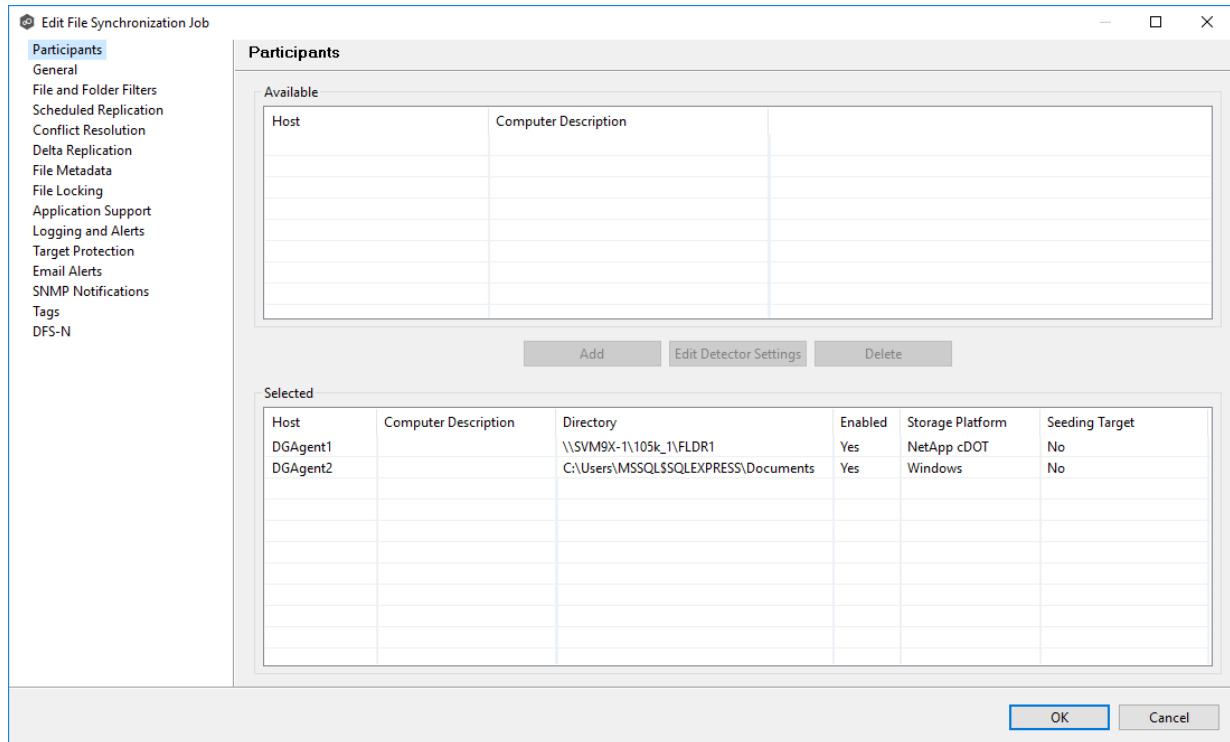 Edit File Synchronization Job
Participants
General
File and Folder Filters
Scheduled Replication
Conflict Resolution
Delta Replication
File Metadata
File Locking
Application Support
Logging and Alerts
Target Protection
Email Alerts
SNMP Notifications
Tags
DFS-N
Participants
Available
Host Computer Description
Add Edit Detector Settings Delete
Selected
Host Computer Description Directory Enabled Storage Platform Seeding Target
DGAgent1 \\SVM9X-1\105k_1\FLDR1 Yes NetApp cDOT No
DGAgent2 C:\Users\MSSQL$SQLEXPRESS\Documents Yes Windows No
OK Cancel